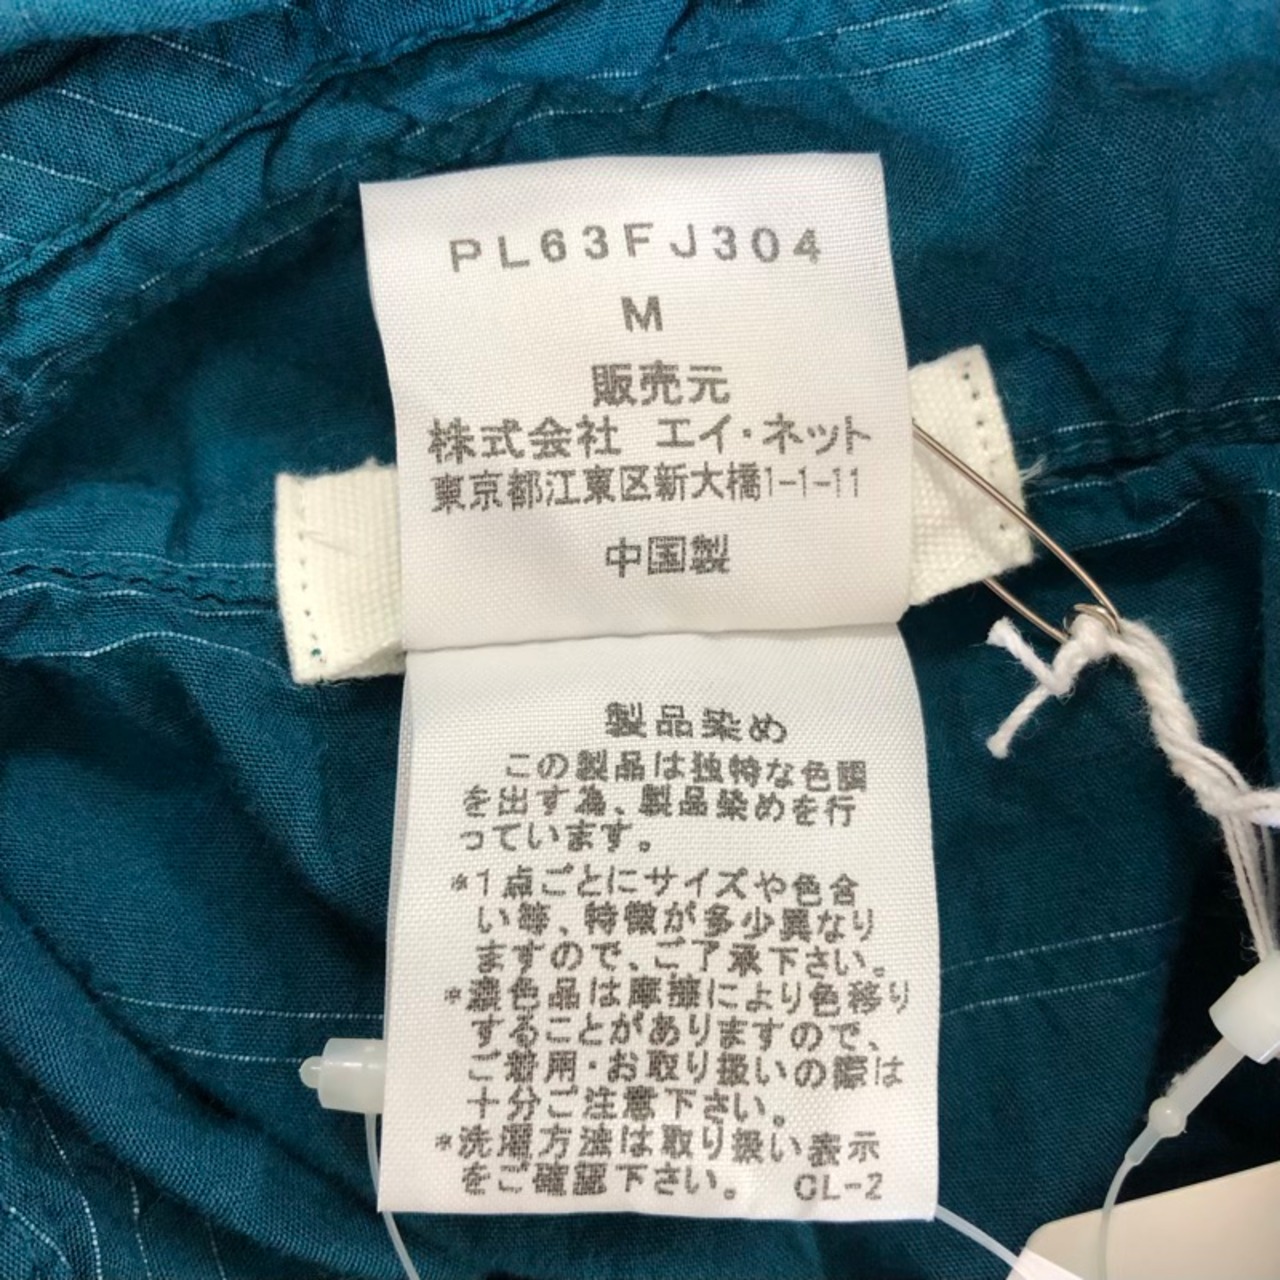 PL63FJ304
M
販売元
株式会社 エイ・ネット
東京都江東区新大橋1-1-11
中国製
製品染め
この製品は独特な色調
を出す為、製品染めを行
っています。
*1点ごとにサイズや色合
い等、特徴が多少異なり
ますので、ご了承下さい。
*濃色品は摩擦により色移り
することがありますので、
ご着用・お取り扱いの際は
十分ご注意下さい。
*洗濯方法は取り扱い表示
をご確認下さい。 CL-2